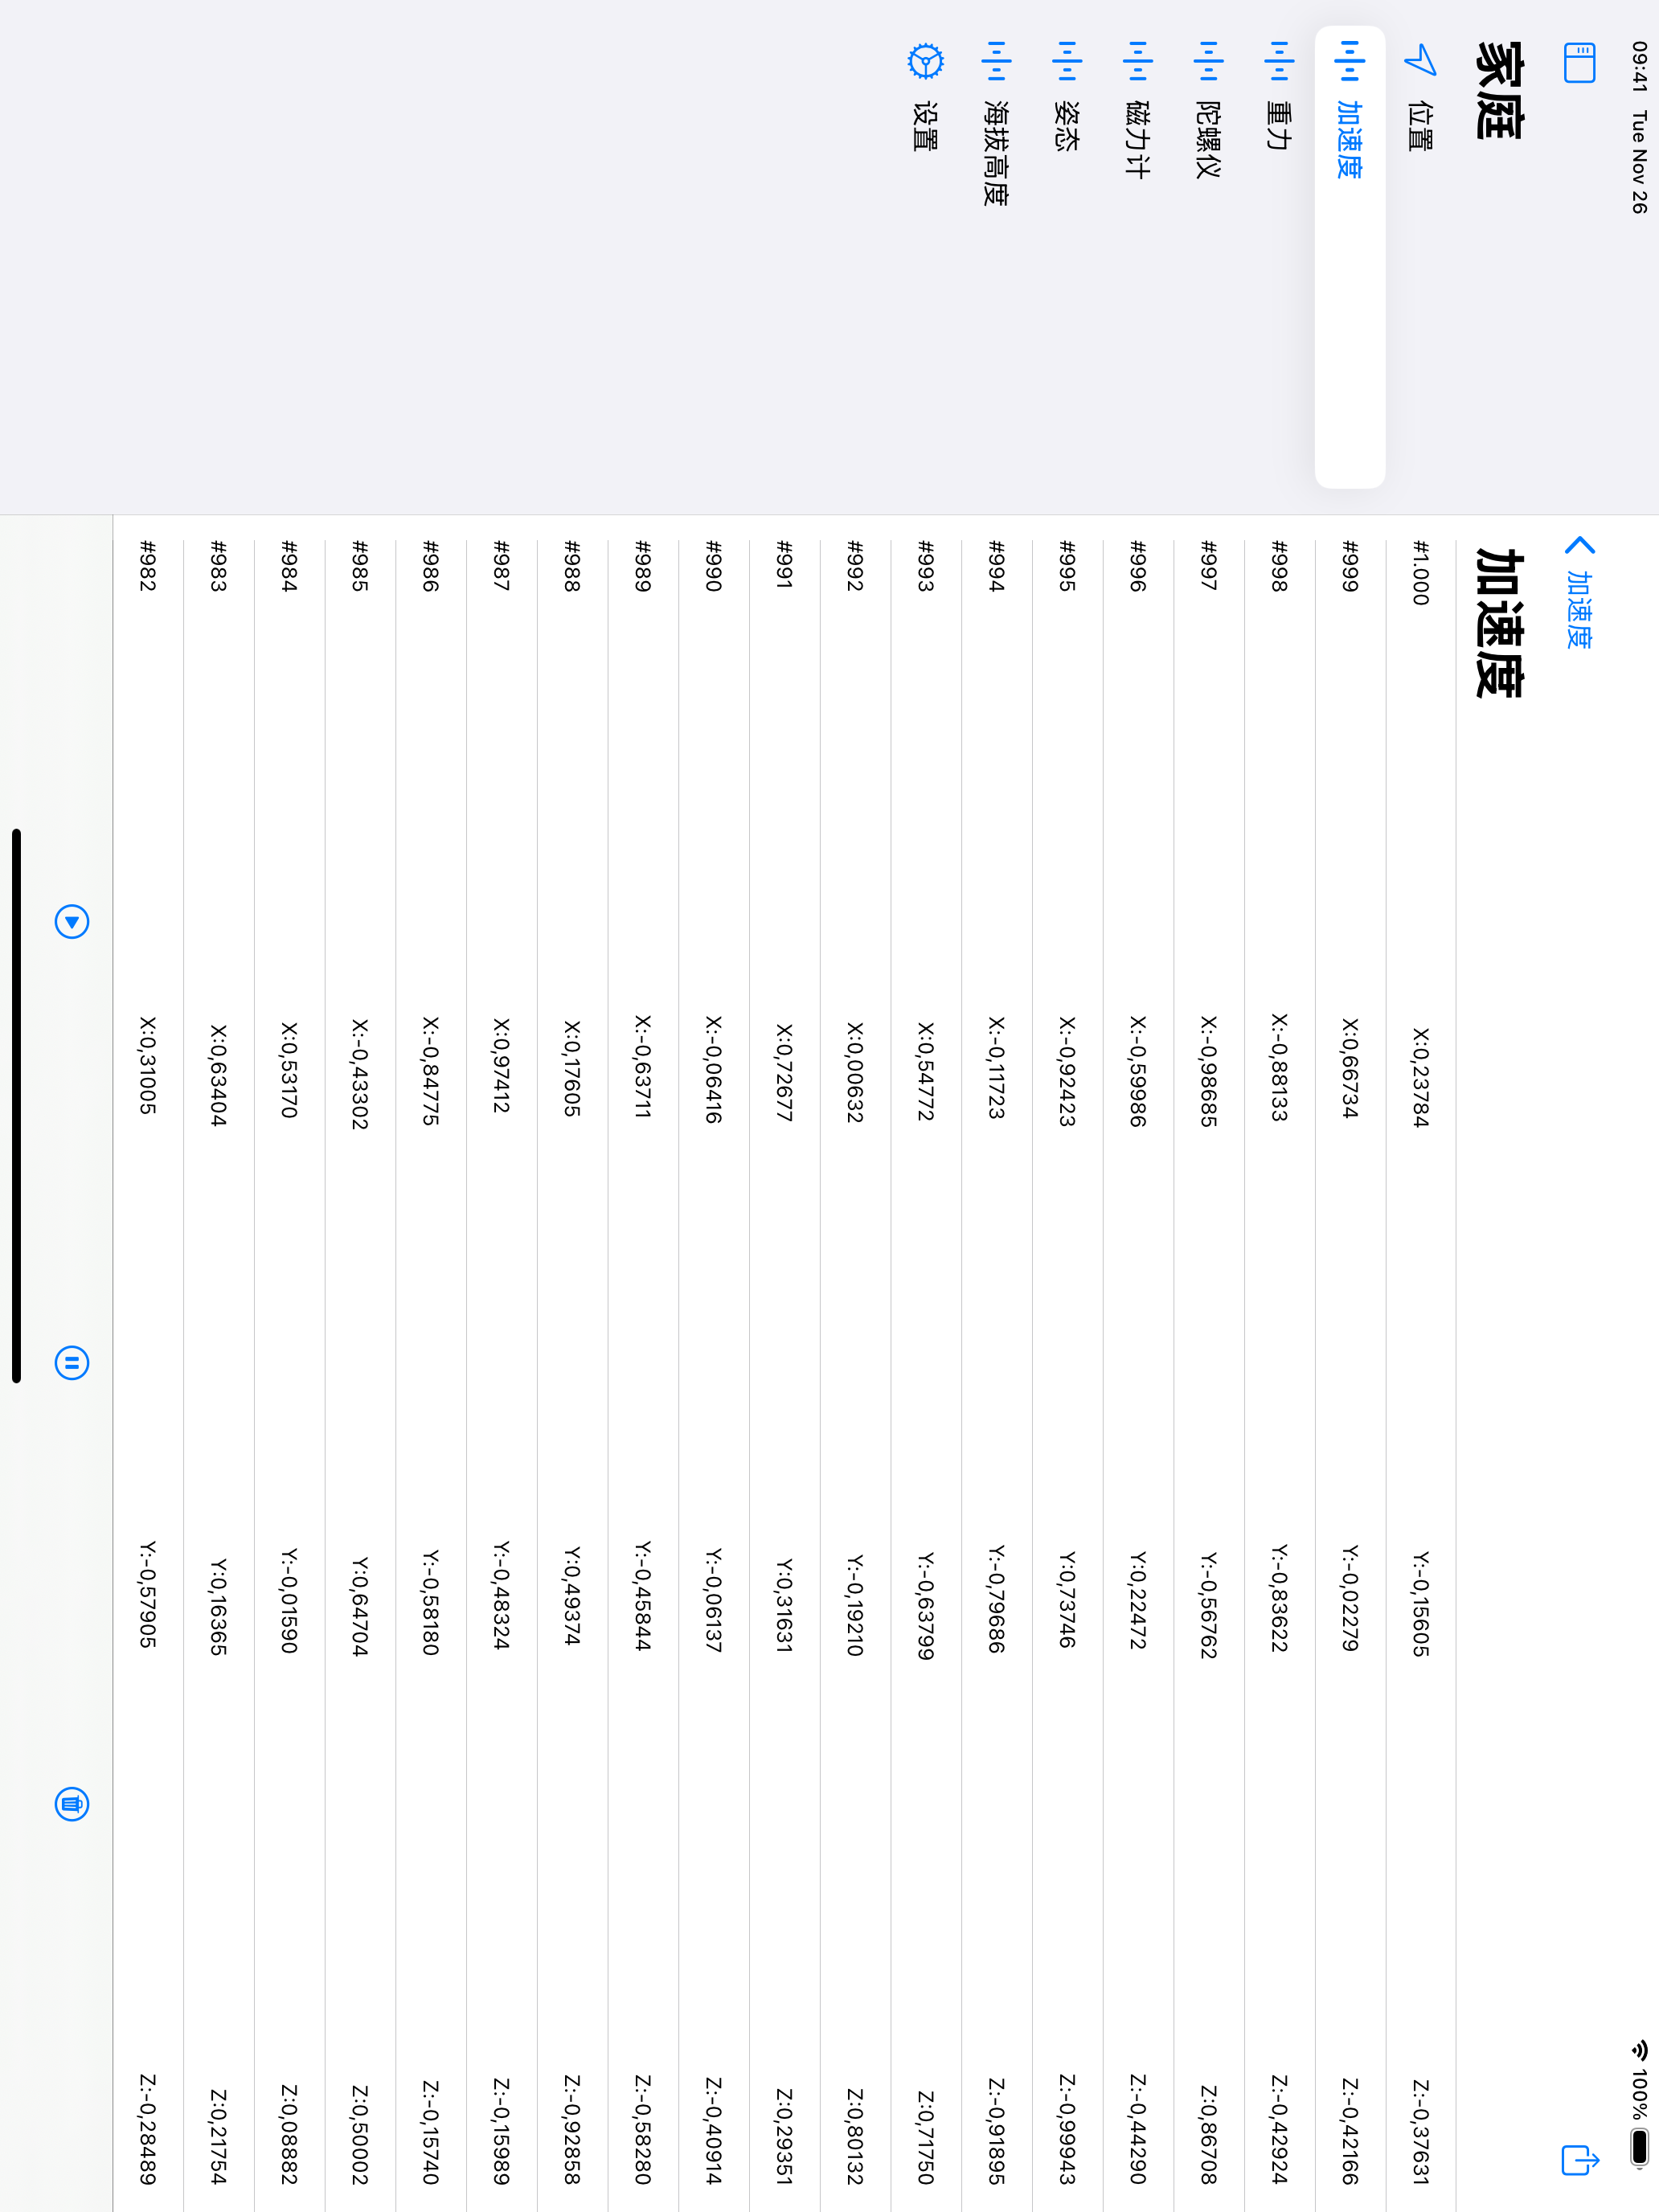 09:41 Tue Nov 26
100%
家庭
位置
加速度
重力
陀螺仪
磁力计
姿态
海拔高度
设置
加速度
加速度
#1.000 X:0,23784 Y:-0,15605 Z:-0,37631
#999 X:0,66734 Y:-0,02279 Z:-0,42166
#998 X:-0,88133 Y:-0,83622 Z:-0,42924
#997 X:-0,98685 Y:-0,56762 Z:0,86708
#996 X:-0,59986 Y:0,22472 Z:-0,44290
#995 X:-0,92423 Y:0,73746 Z:-0,99943
#994 X:-0,11723 Y:-0,79686 Z:-0,91895
#993 X:0,54772 Y:-0,63799 Z:0,71750
#992 X:0,00632 Y:-0,19210 Z:0,80132
#991 X:0,72677 Y:0,31631 Z:0,29351
#990 X:-0,06416 Y:-0,06137 Z:-0,40914
#989 X:-0,63711 Y:-0,45844 Z:-0,58280
#988 X:0,17605 Y:0,49374 Z:-0,92858
#987 X:0,97412 Y:-0,48324 Z:-0,15989
#986 X:-0,84775 Y:-0,58180 Z:-0,15740
#985 X:-0,43302 Y:0,64704 Z:0,50002
#984 X:0,53170 Y:-0,01590 Z:0,08882
#983 X:0,63404 Y:0,16365 Z:0,21754
#982 X:0,31005 Y:-0,57905 Z:-0,28489